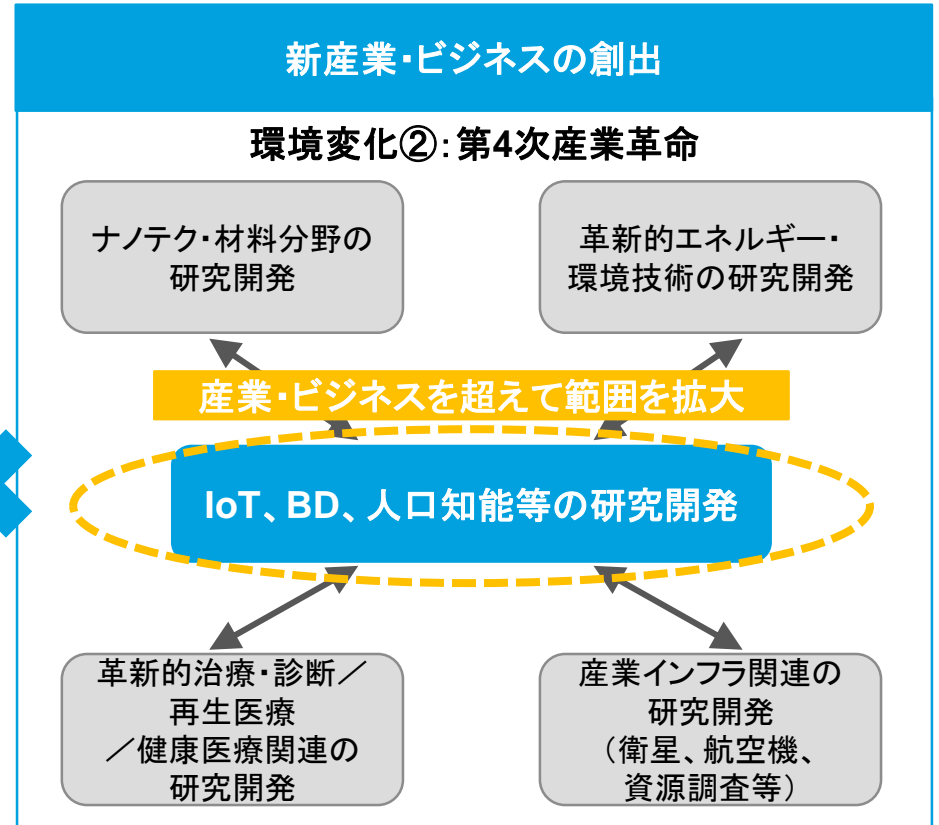 新産業・ビジネスの創出
環境変化②：第4次産業革命
ナノテク・材料分野の
研究開発
革新的エネルギー・
環境技術の研究開発
産業・ビジネスを超えて範囲を拡大
IoT、BD、人口知能等の研究開発
革新的治療・診断／
再生医療
／健康医療関連の
研究開発
産業インフラ関連の
研究開発
（衛星、航空機、
資源調査等）